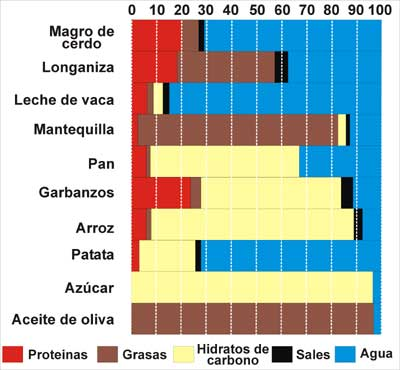 0 10 20 30 40 50 60 70 80 90 100
Magro de
cerdo
Longaniza
Leche de vaca
Mantequilla
Pan
Garbanzos
Arroz
Patata
Azúcar
Aceite de oliva
Proteinas Grasas Hidratos de carbono Sales Agua